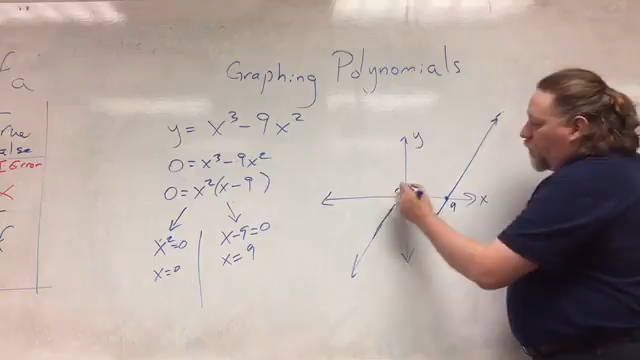 Graphing Polynomials
a
rue
alse
I Error
y = x³ - 9x²
0 = x³ - 9x²
0 = x²(x - 9)
x² = 0
x = 0
x - 9 = 0
x = 9
y
x
9